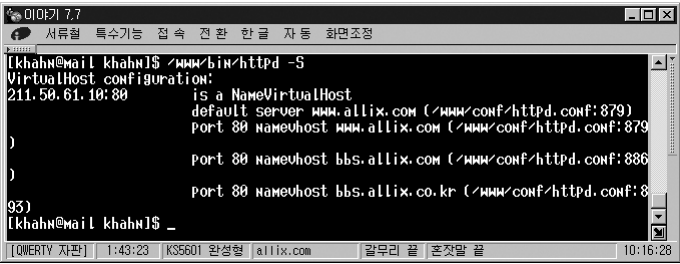 이야기 7.7
서류철 특수기능 접속 전환 한글 자동 화면조정
[khahn@mail khahn]$ /www/bin/httpd -S
VirtualHost configuration:
211.50.61.10:80 is a NameVirtualHost
default server www.allix.com (/www/conf/httpd.conf:879)
port 80 namevhost www.allix.com (/www/conf/httpd.conf:879
)
port 80 namevhost bbs.allix.com (/www/conf/httpd.conf:886
)
port 80 namevhost bbs.allix.co.kr (/www/conf/httpd.conf:8
93)
[khahn@mail khahn]$ _
[QWERTY 자판] 1:43:23 KS5601 완성형 allix.com 갈무리 끝 혼잣말 끝 10:16:28